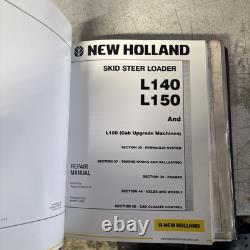 NEW HOLLAND
SKID STEER LOADER
L140
L150
And
L150 (Cab Upgrade Machines)
SECTION 35 - HYDRAULIC SYSTEM
SECTION 37 - TOWING HOOKS AND BALLASTING
SECTION 39 - FRAMES
SECTION 44 - AXLES AND WHEELS
SECTION 50 - CAB CLIMATE CONTROL
REPAIR
MANUAL
NEW HOLLAND